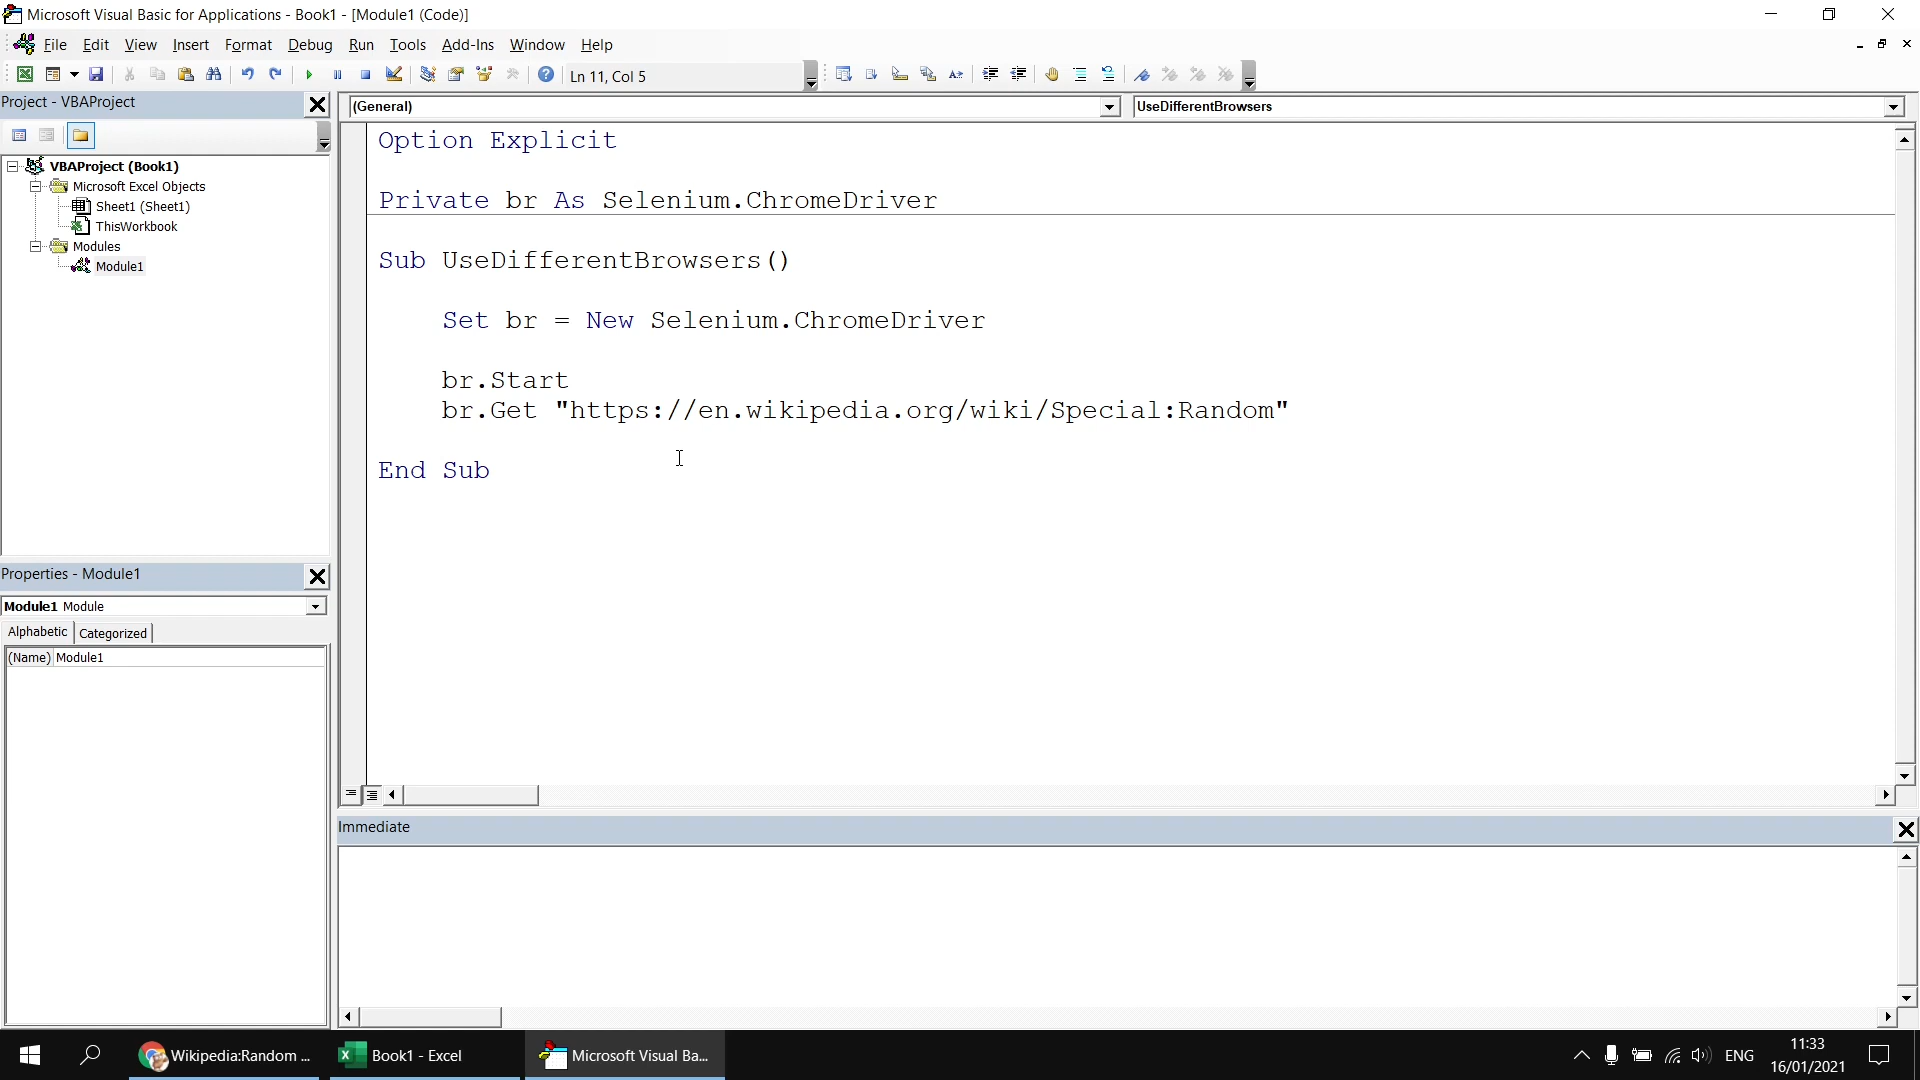 Microsoft Visual Basic for Applications - Book1 - [Module1 (Code)]
File Edit View Insert Format Debug Run Tools Add-Ins Window Help
Ln 11, Col 5
Project - VBAProject
(General)
UseDifferentBrowsers
VBAProject (Book1)
Microsoft Excel Objects
Sheet1 (Sheet1)
ThisWorkbook
Modules
Module1
Option Explicit
Private br As Selenium.ChromeDriver
Sub UseDifferentBrowsers()
Set br = New Selenium.ChromeDriver
br.Start
br.Get "https://en.wikipedia.org/wiki/Special:Random"
End Sub
Properties - Module1
Module1 Module
Alphabetic Categorized
(Name) Module1
Immediate
Wikipedia:Random ...
Book1 - Excel
Microsoft Visual Ba...
ENG
11:33
16/01/2021